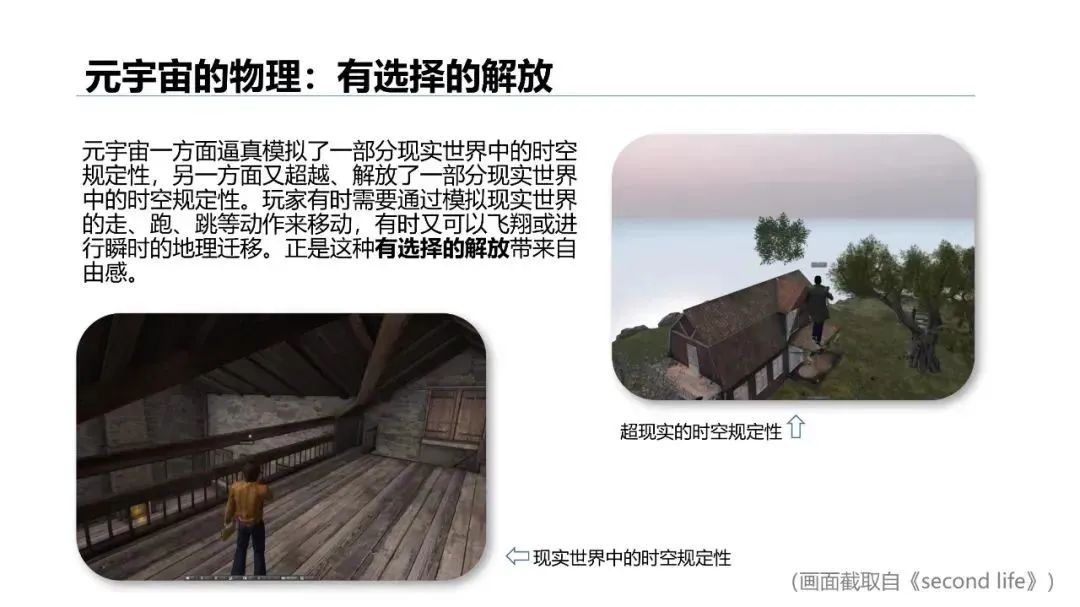 元宇宙的物理：有选择的解放
元宇宙一方面逼真模拟了一部分现实世界中的时空
规定性，另一方面又超越、解放了一部分现实世界
中的时空规定性。玩家有时需要通过模拟现实世界
的走、跑、跳等动作来移动，有时又可以飞翔或进
行瞬时的地理迁移。正是这种有选择的解放带来自
由感。
超现实的时空规定性
现实世界中的时空规定性
(画面截取自《second life》)